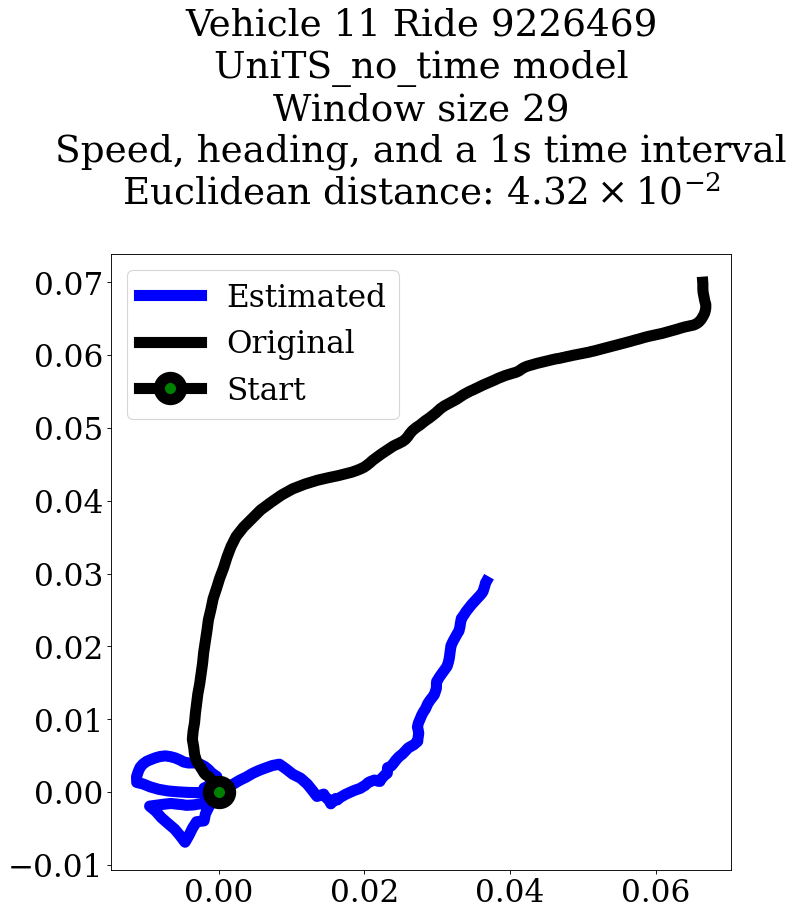 Vehicle 11 Ride 9226469
UniTS_no_time model
Window size 29
Speed, heading, and a 1s time interval
Euclidean distance: 4.32 × 10⁻²
Estimated
Original
Start
0.07
0.06
0.05
0.04
0.03
0.02
0.01
0.00
−0.01
0.00 0.02 0.04 0.06